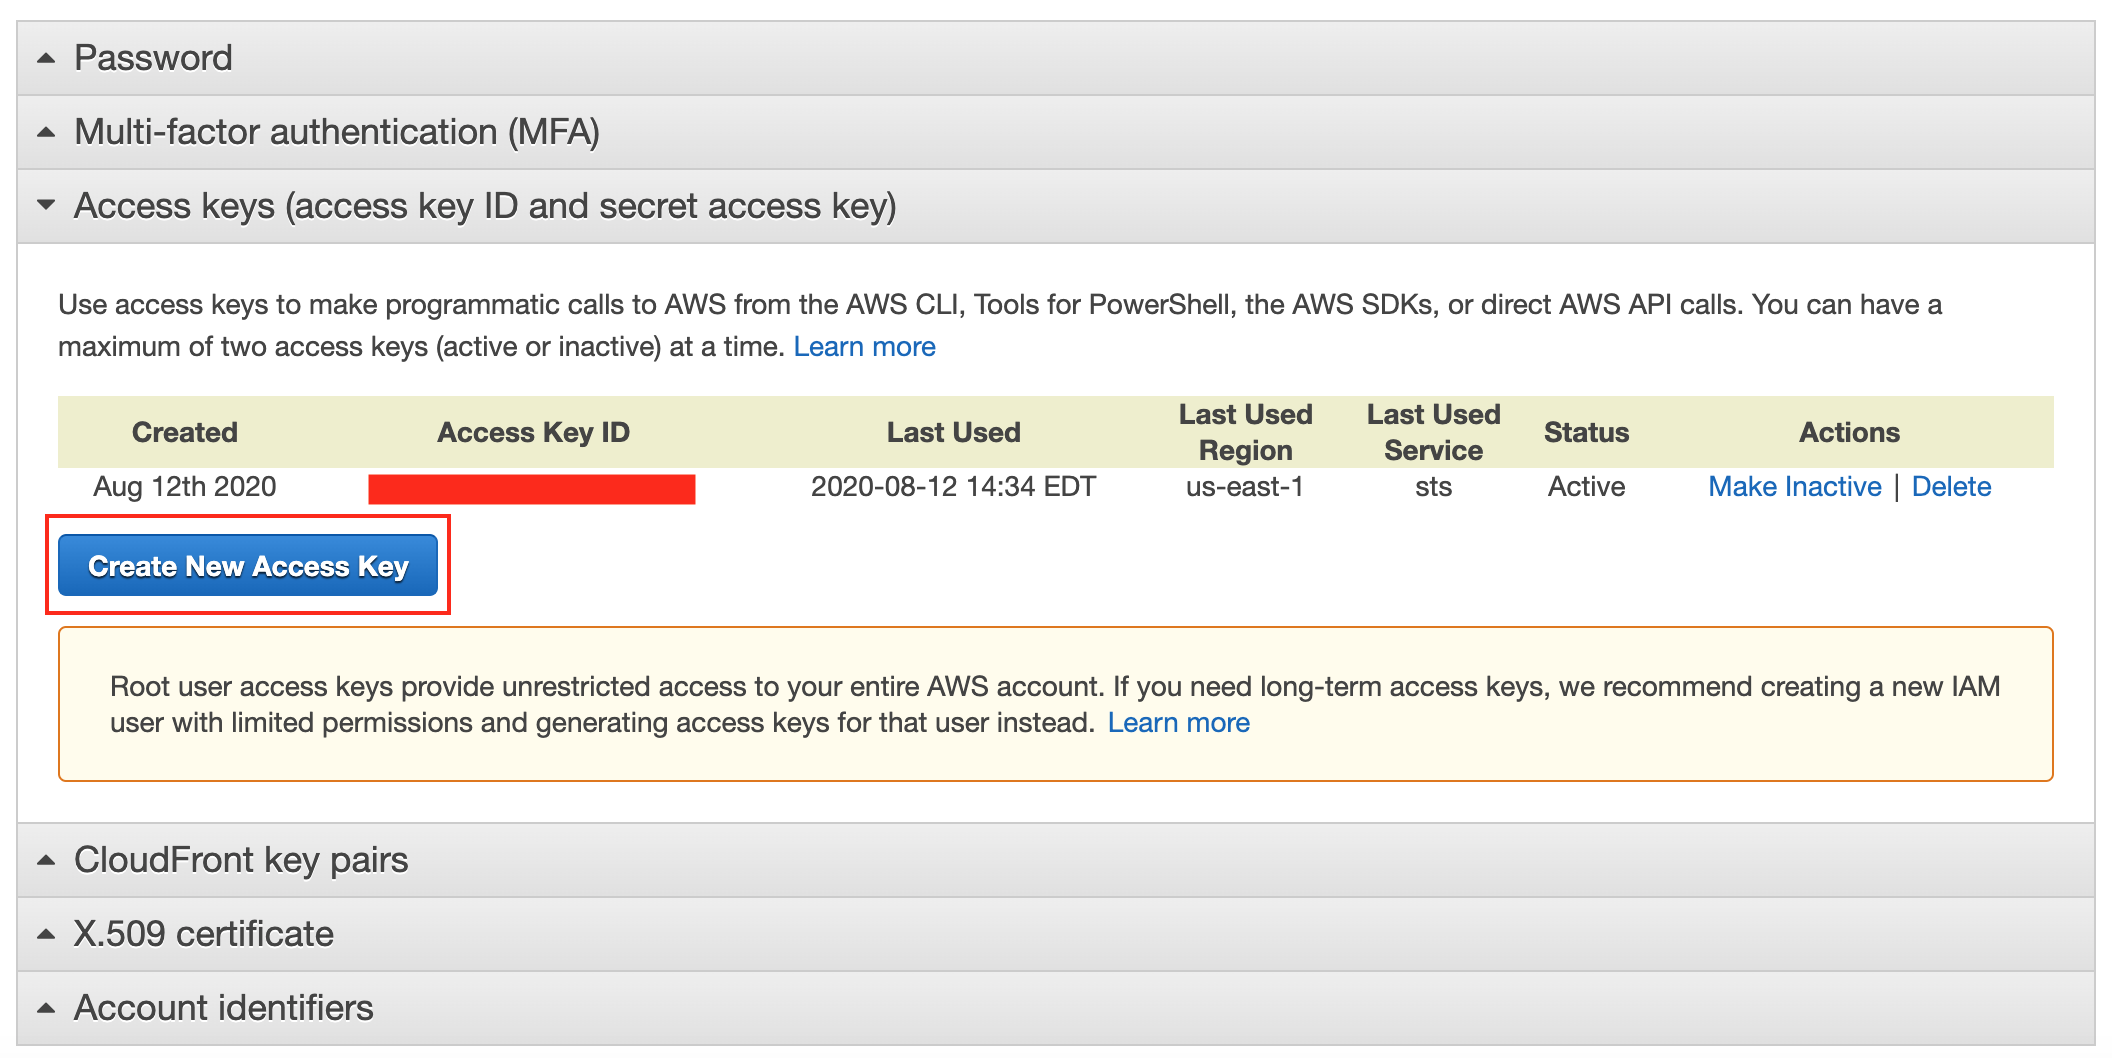 Password
Multi-factor authentication (MFA)
Access keys (access key ID and secret access key)
Use access keys to make programmatic calls to AWS from the AWS CLI, Tools for PowerShell, the AWS SDKs, or direct AWS API calls. You can have a
maximum of two access keys (active or inactive) at a time. Learn more
Created Access Key ID Last Used Last Used Region Last Used Service Status Actions
Aug 12th 2020 2020-08-12 14:34 EDT us-east-1 sts Active Make Inactive | Delete
Create New Access Key
Root user access keys provide unrestricted access to your entire AWS account. If you need long-term access keys, we recommend creating a new IAM
user with limited permissions and generating access keys for that user instead. Learn more
CloudFront key pairs
X.509 certificate
Account identifiers